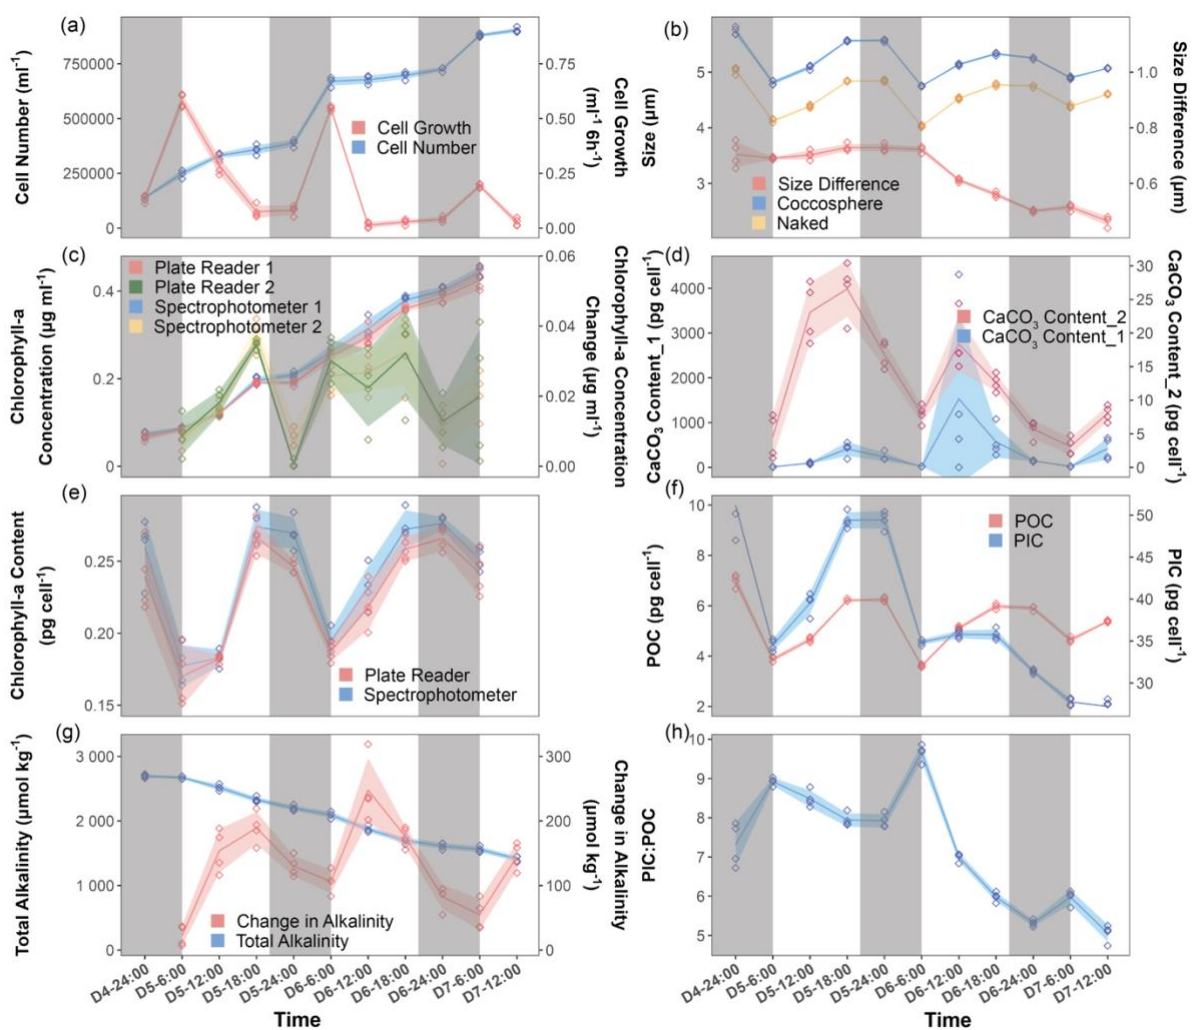 (a)
Cell Number (ml⁻¹)
750000
500000
250000
0
0.75
0.50
0.25
0.00
Cell Growth
(ml⁻¹ 6h⁻¹)
Cell Growth
Cell Number
(b)
Size (μm)
5
4
3
1.0
0.8
0.6
Size Difference
(μm)
Size Difference
Coccosphere
Naked
(c)
Chlorophyll-a
Concentration (μg ml⁻¹)
0.4
0.2
0
0.06
0.04
0.02
0.00
Chlorophyll-a Concentration
Change (μg ml⁻¹)
Plate Reader 1
Plate Reader 2
Spectrophotometer 1
Spectrophotometer 2
(d)
CaCO₃ Content_1 (pg cell⁻¹)
4000
3000
2000
1000
0
30
25
20
15
10
5
0
CaCO₃ Content_2 (pg cell⁻¹)
CaCO₃ Content_2
CaCO₃ Content_1
(e)
Chlorophyll-a Content
(pg cell⁻¹)
0.25
0.20
0.15
Plate Reader
Spectrophotometer
(f)
POC (pg cell⁻¹)
10
8
6
4
2
50
45
40
35
30
PIC (pg cell⁻¹)
POC
PIC
(g)
Total Alkalinity (μmol kg⁻¹)
3 000
2 000
1 000
0
300
200
100
0
Change in Alkalinity
(μmol kg⁻¹)
Change in Alkalinity
Total Alkalinity
D4-24:00
D5-6:00
D5-12:00
D5-18:00
D5-24:00
D6-6:00
D6-12:00
D6-18:00
D6-24:00
D7-6:00
D7-12:00
Time
(h)
PIC:POC
10
9
8
7
6
5
D4-24:00
D5-6:00
D5-12:00
D5-18:00
D5-24:00
D6-6:00
D6-12:00
D6-18:00
D6-24:00
D7-6:00
D7-12:00
Time